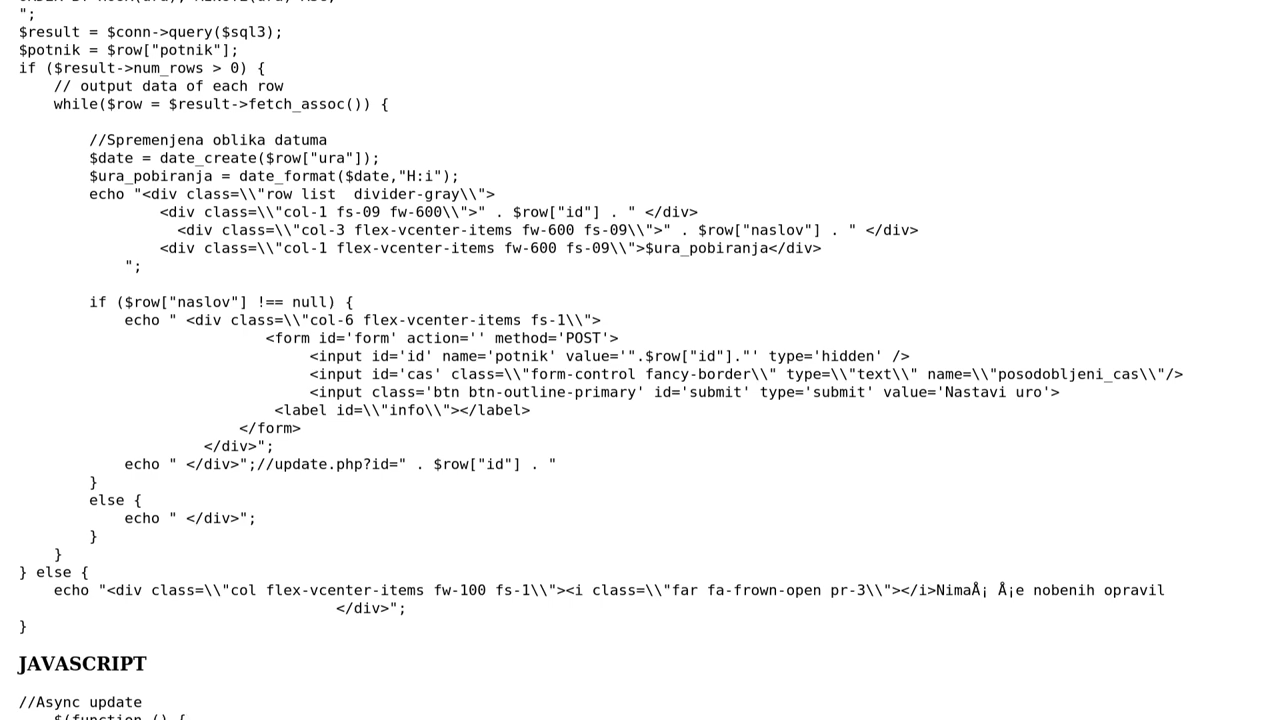 ";
$result = $conn->query($sql3);
$potnik = $row["potnik"];
if ($result->num_rows > 0) {
    // output data of each row
    while($row = $result->fetch_assoc()) {

        //Spremenjena oblika datuma
        $date = date_create($row["ura"]);
        $ura_pobiranja = date_format($date,"H:i");
        echo "<div class=\\"row list  divider-gray\\">
                <div class=\\"col-1 fs-09 fw-600\\">" . $row["id"] . " </div>
                  <div class=\\"col-3 flex-vcenter-items fw-600 fs-09\\">" . $row["naslov"] . " </div>
                <div class=\\"col-1 flex-vcenter-items fw-600 fs-09\\">$ura_pobiranja</div>
            ";

        if ($row["naslov"] !== null) {
            echo " <div class=\\"col-6 flex-vcenter-items fs-1\\">
                            <form id='form' action='' method='POST'>
                                 <input id='id' name='potnik' value='".$row["id"]."' type='hidden' />
                                 <input id='cas' class=\\"form-control fancy-border\\" type=\\"text\\" name=\\"posodobljeni_cas\\"/>
                                 <input class='btn btn-outline-primary' id='submit' type='submit' value='Nastavi uro'>
                             <label id=\\"info\\"></label>
                         </form>
                     </div>";
            echo " </div>";//update.php?id=" . $row["id"] . "
        }
        else {
            echo " </div>";
        }
    }
} else {
    echo "<div class=\\"col flex-vcenter-items fw-100 fs-1\\"><i class=\\"far fa-frown-open pr-3\\"></i>NimaÅ¡ Å¡e nobenih opravil
                                    </div>";
}
JAVASCRIPT
//Async update
    $(function () {